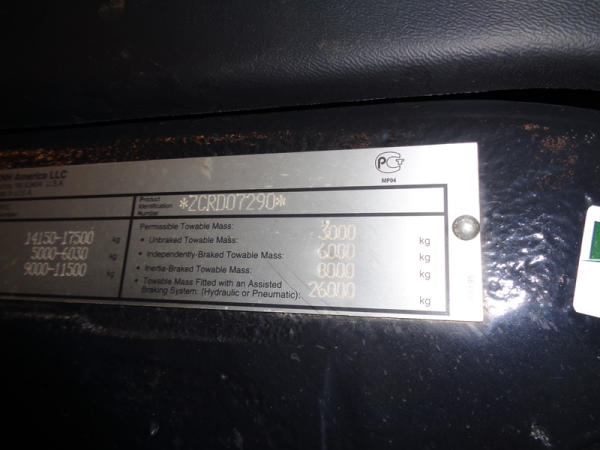 CNH America LLC
U.S.A.
U.S.A.
PCT
MP04
Product
Identification
Number
*ZCRD07290*
14150-17500 kg
5000-6030 kg
9000-11500 kg
Permissible Towable Mass:
• Unbraked Towable Mass: 3000 kg
• Independently-Braked Towable Mass: 6000 kg
• Inertia-Braked Towable Mass: 8000 kg
• Towable Mass Fitted with an Assisted
Braking System: (Hydraulic or Pneumatic): 26000 kg